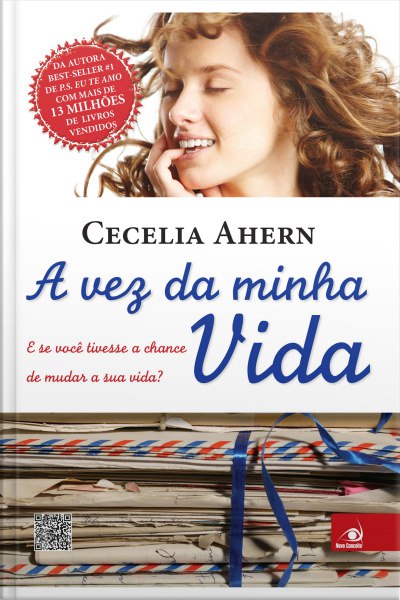 DA AUTORA
BEST-SELLER #1
DE P.S. EU TE AMO
COM MAIS DE
13 MILHÕES
DE LIVROS
VENDIDOS
CECELIA AHERN
A vez da minha
Vida
E se você tivesse a chance
de mudar a sua vida?
Novo Conceito